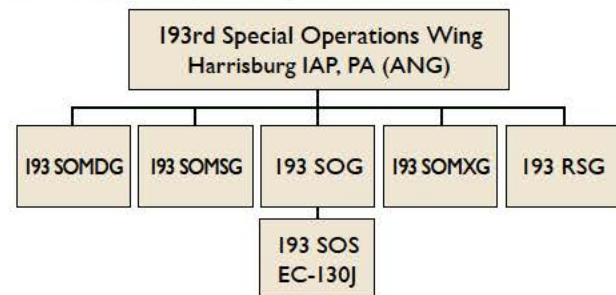 193rd Special Operations Wing
Harrisburg IAP, PA (ANG)
193 SOMDG
193 SOMSG
193 SOG
193 SOMXG
193 RSG
193 SOS
EC-130J